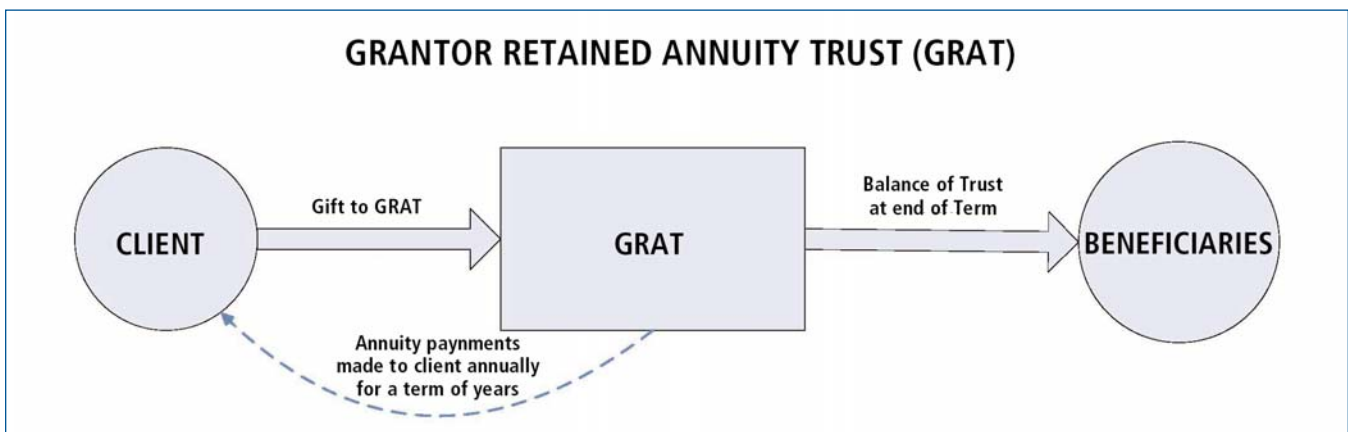 GRANTOR RETAINED ANNUITY TRUST (GRAT)
Gift to GRAT
Balance of Trust
at end of Term
CLIENT
GRAT
BENEFICIARIES
Annuity paynments
made to client annually
for a term of years